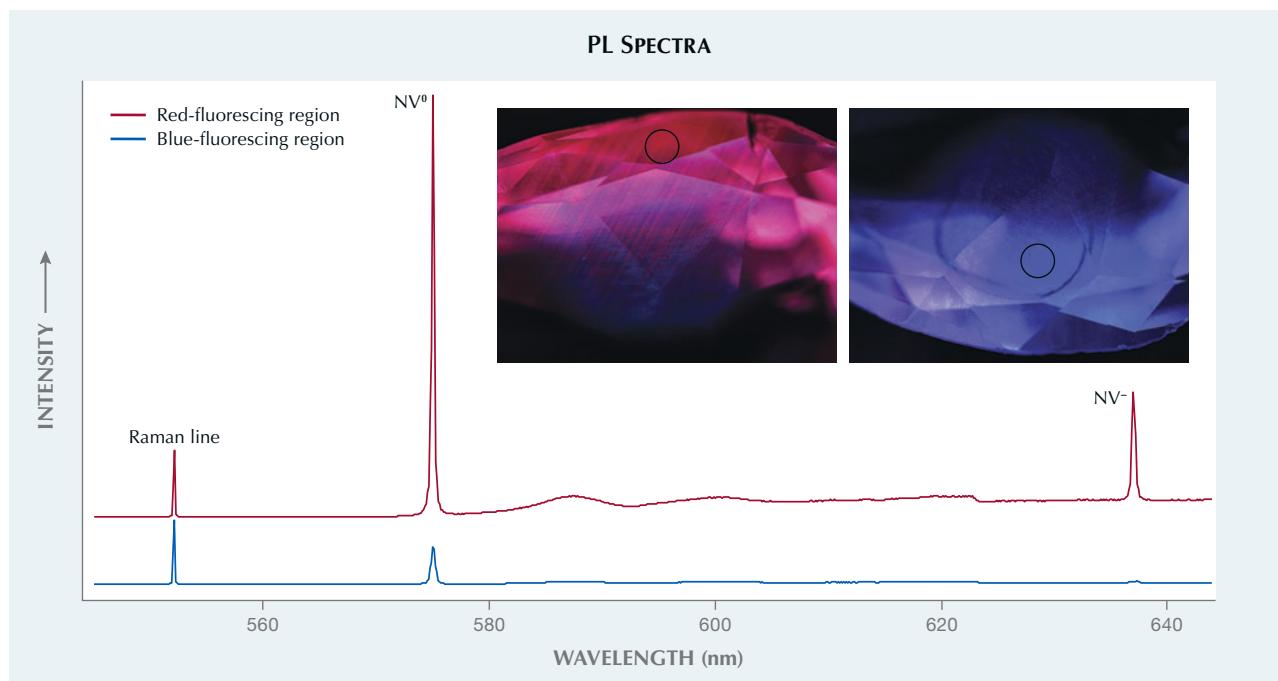 PL SPECTRA
Red-fluorescing region
Blue-fluorescing region
NV⁰
NV⁻
Raman line
INTENSITY
560
580
600
620
640
WAVELENGTH (nm)